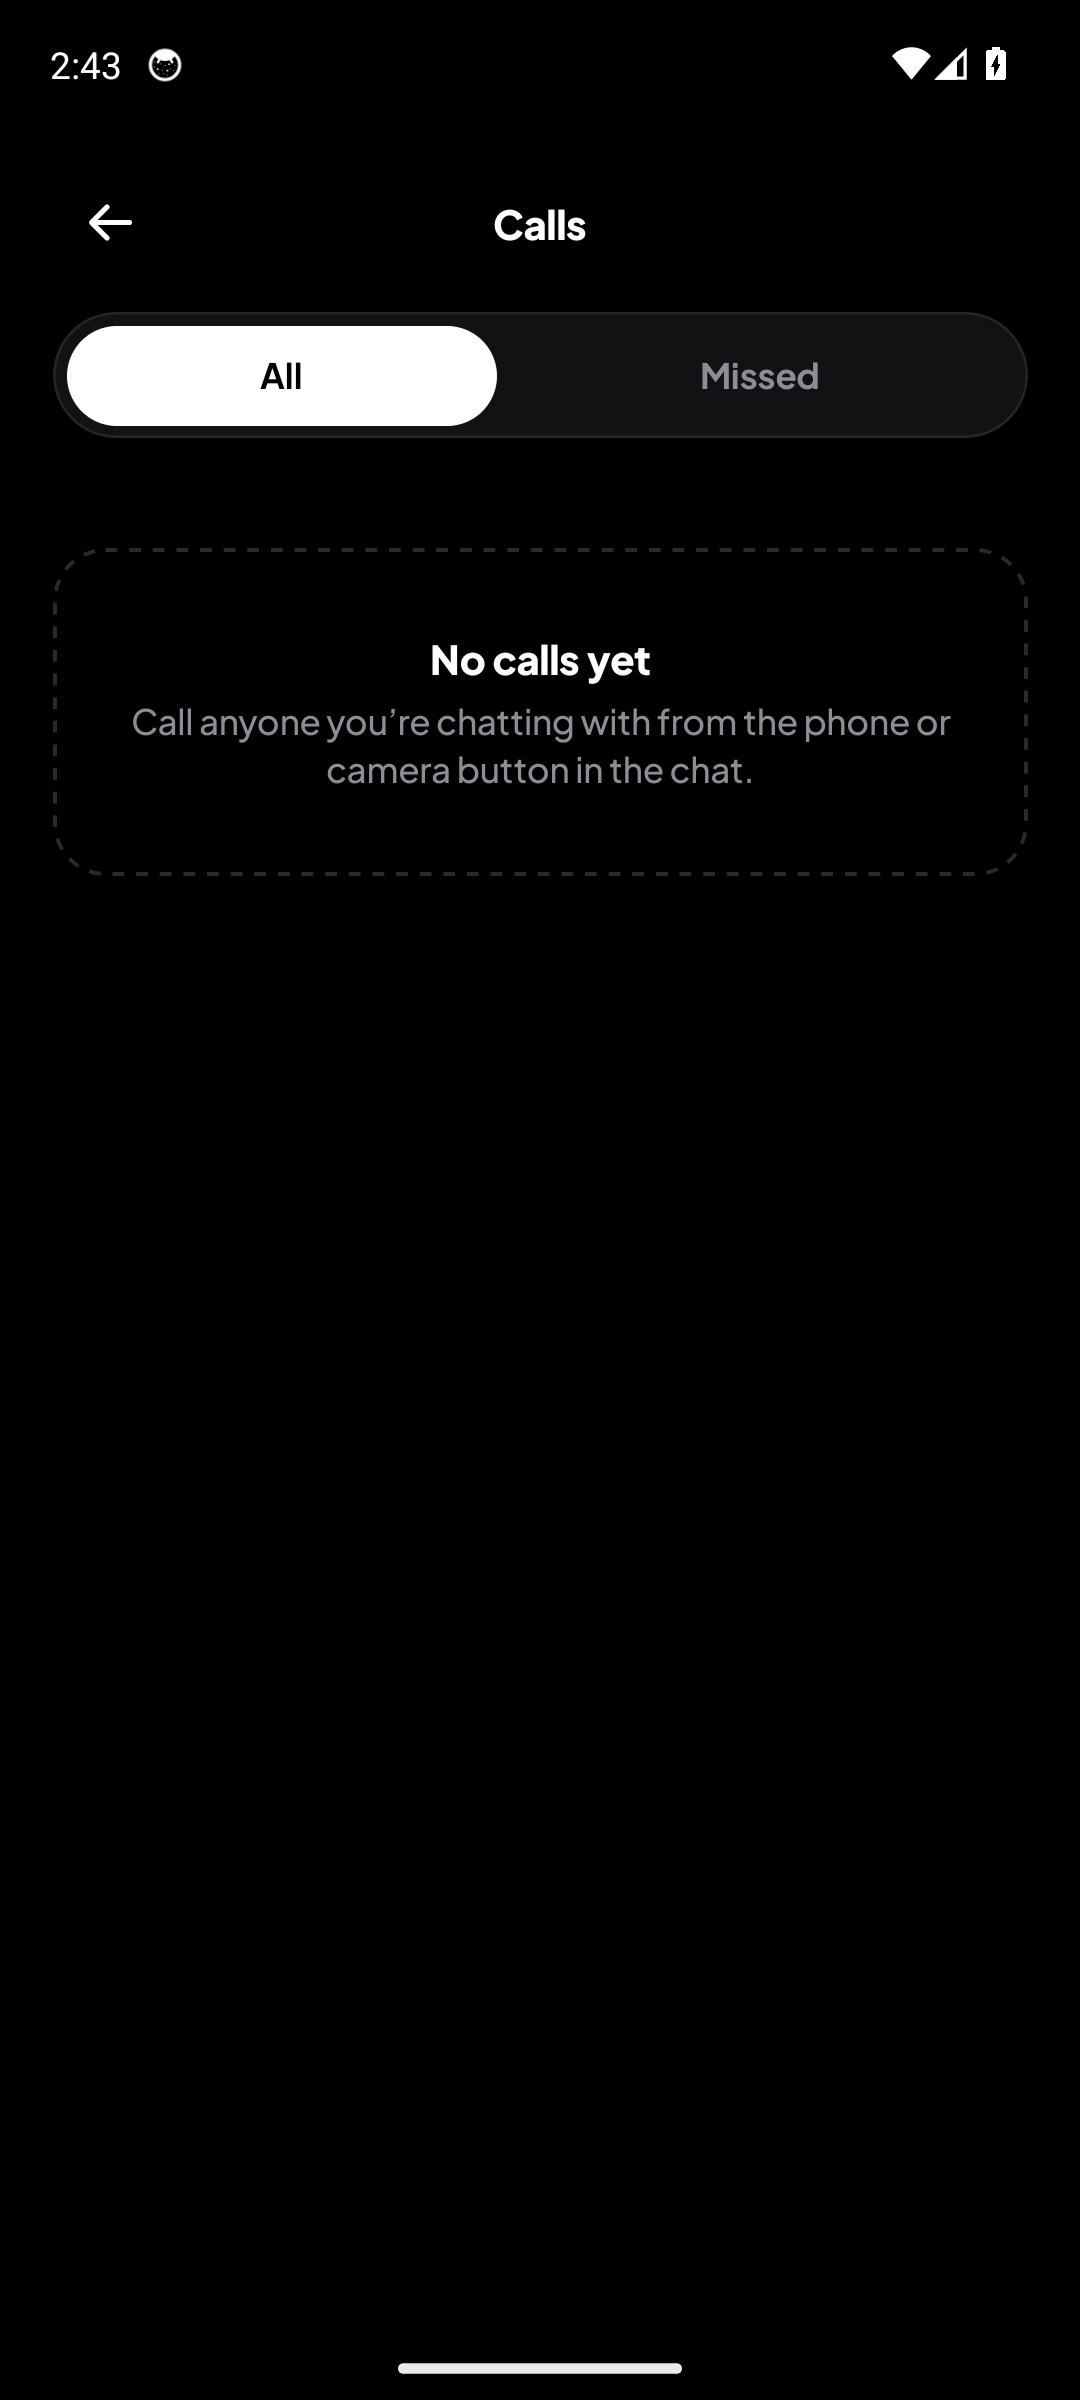 2:43
Calls
All
Missed
No calls yet
Call anyone you’re chatting with from the phone or
camera button in the chat.